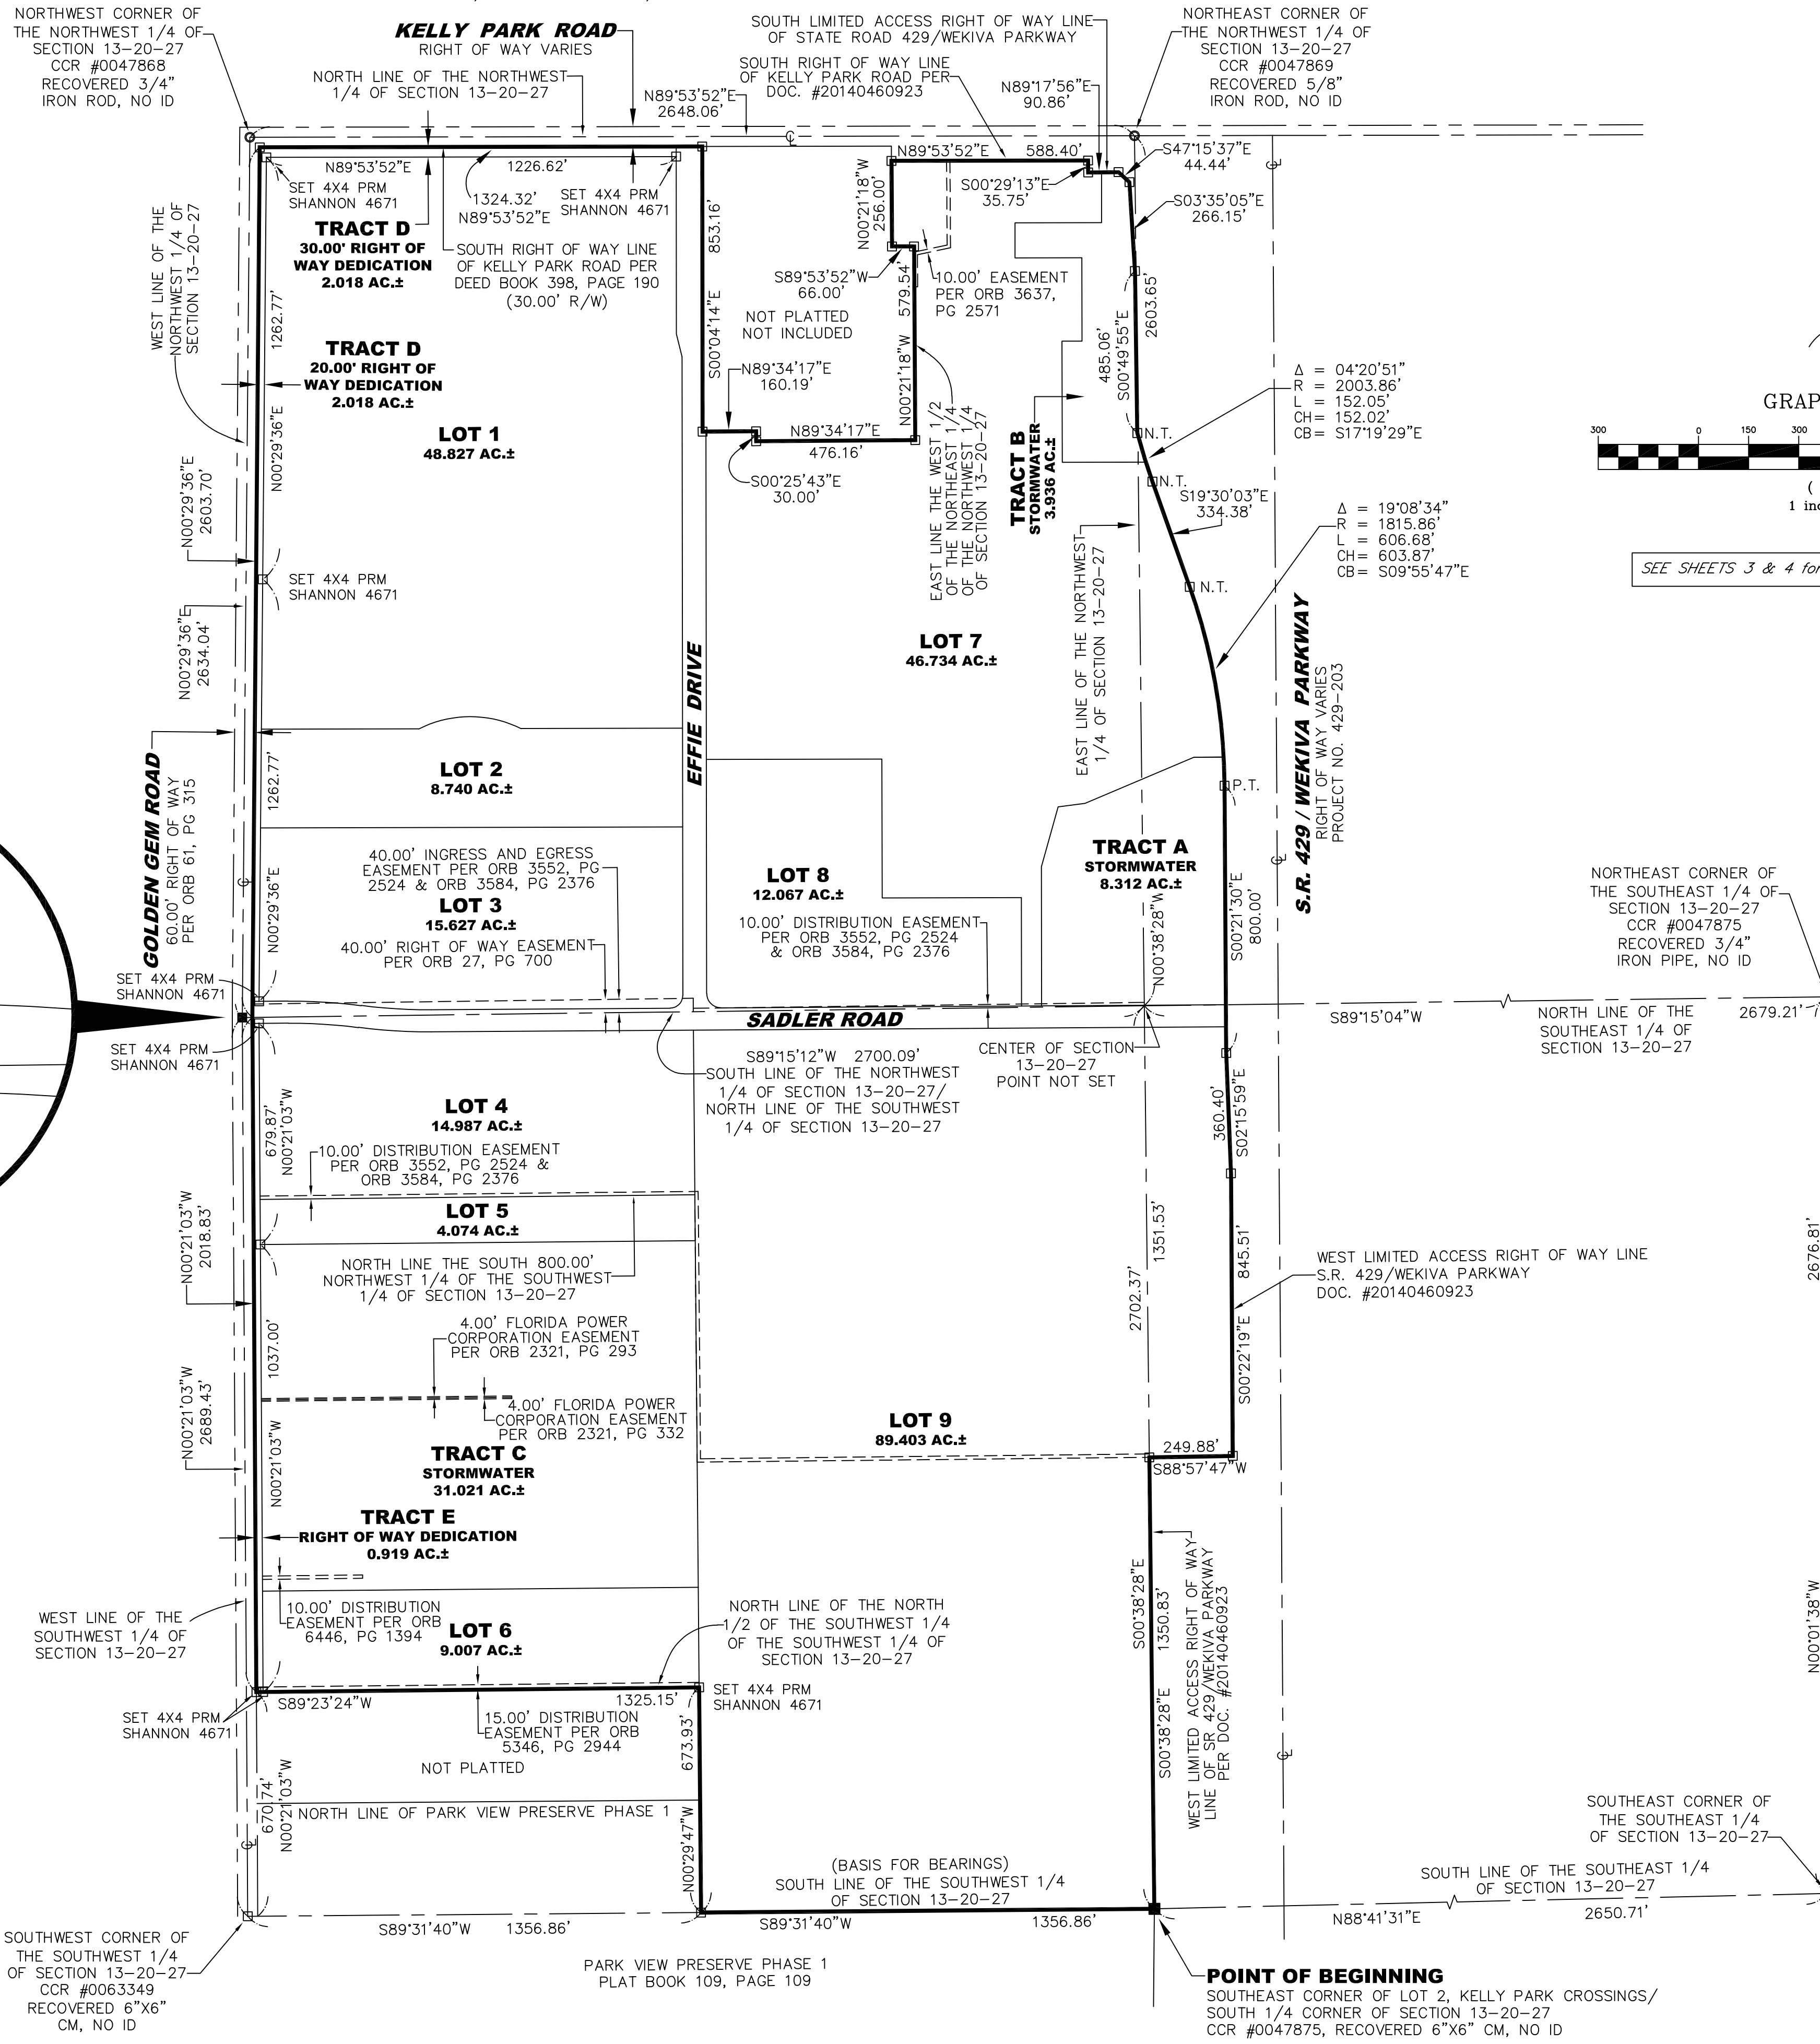 NORTHWEST CORNER OF
THE NORTHWEST 1/4 OF
SECTION 13-20-27
CCR #0047868
RECOVERED 3/4"
IRON ROD, NO ID
KELLY PARK ROAD
RIGHT OF WAY VARIES
NORTH LINE OF THE NORTHWEST
1/4 OF SECTION 13-20-27
SOUTH LIMITED ACCESS RIGHT OF WAY LINE
OF STATE ROAD 429/WEKIVA PARKWAY
SOUTH RIGHT OF WAY LINE
OF KELLY PARK ROAD PER
DOC. #20140460923
NORTHEAST CORNER OF
THE NORTHWEST 1/4 OF
SECTION 13-20-27
CCR #0047869
RECOVERED 5/8"
IRON ROD, NO ID
N89°53'52"E
2648.06'
N89°17'56"E
90.86'
N89°53'52"E
1226.62'
SET 4X4 PRM
SHANNON 4671
1324.32'
N89°53'52"E
SET 4X4 PRM
SHANNON 4671
N89°53'52"E
588.40'
S47°15'37"E
44.44'
S00°29'13"E
35.75'
S03°35'05"E
266.15'
WEST LINE OF THE
NORTHWEST 1/4 OF
SECTION 13-20-27
TRACT D
30.00' RIGHT OF
WAY DEDICATION
2.018 AC.±
SOUTH RIGHT OF WAY LINE
OF KELLY PARK ROAD PER
DEED BOOK 398, PAGE 190
(30.00' R/W)
853.16'
S00°04'14"E
N00°21'18"W
256.00'
S89°53'52"W
66.00'
579.54'
N00°21'18"W
10.00' EASEMENT
PER ORB 3637,
PG 2571
NOT PLATTED
NOT INCLUDED
1262.77'
N00°29'36"E
TRACT D
20.00' RIGHT OF
WAY DEDICATION
2.018 AC.±
LOT 1
48.827 AC.±
N89°34'17"E
160.19'
N89°34'17"E
476.16'
S00°25'43"E
30.00'
EAST LINE THE WEST 1/2
OF THE NORTHEAST 1/4
OF THE NORTHWEST 1/4
OF SECTION 13-20-27
TRACT B
STORMWATER
3.936 AC.±
485.06'
S00°49'55"E
2603.65'
Δ = 04°20'51"
R = 2003.86'
L = 152.05'
CH= 152.02'
CB= S17°19'29"E
N.T.
N.T.
S19°30'03"E
334.38'
N.T.
Δ = 19°08'34"
R = 1815.86'
L = 606.68'
CH= 603.87'
CB= S09°55'47"E
GRAP
300
0
150
300
(
1 inc
SEE SHEETS 3 & 4 for
N00°29'36"E
2603.70'
SET 4X4 PRM
SHANNON 4671
N00°29'36"E
2634.04'
EFFIE DRIVE
LOT 7
46.734 AC.±
EAST LINE OF THE NORTHWEST
1/4 OF SECTION 13-20-27
S.R. 429 / WEKIVA PARKWAY
RIGHT OF WAY VARIES
PROJECT NO. 429-203
GOLDEN GEM ROAD
60.00' RIGHT OF WAY
PER ORB 61, PG 315
1262.77'
N00°29'36"E
LOT 2
8.740 AC.±
P.T.
40.00' INGRESS AND EGRESS
EASEMENT PER ORB 3552, PG
2524 & ORB 3584, PG 2376
LOT 3
15.627 AC.±
40.00' RIGHT OF WAY EASEMENT
PER ORB 27, PG 700
LOT 8
12.067 AC.±
10.00' DISTRIBUTION EASEMENT
PER ORB 3552, PG 2524
& ORB 3584, PG 2376
TRACT A
STORMWATER
8.312 AC.±
N00°38'28"W
S00°21'30"E
800.00'
NORTHEAST CORNER OF
THE SOUTHEAST 1/4 OF
SECTION 13-20-27
CCR #0047875
RECOVERED 3/4"
IRON PIPE, NO ID
SET 4X4 PRM
SHANNON 4671
SADLER ROAD
S89°15'04"W
NORTH LINE OF THE
SOUTHEAST 1/4 OF
SECTION 13-20-27
2679.21'
SET 4X4 PRM
SHANNON 4671
S89°15'12"W 2700.09'
SOUTH LINE OF THE NORTHWEST
1/4 OF SECTION 13-20-27/
NORTH LINE OF THE SOUTHWEST
1/4 OF SECTION 13-20-27
CENTER OF SECTION
13-20-27
POINT NOT SET
679.87'
N00°21'03"W
LOT 4
14.987 AC.±
10.00' DISTRIBUTION EASEMENT
PER ORB 3552, PG 2524 &
ORB 3584, PG 2376
360.40'
S02°15'59"E
N00°21'03"W
2018.83'
LOT 5
4.074 AC.±
NORTH LINE THE SOUTH 800.00'
NORTHWEST 1/4 OF THE SOUTHWEST
1/4 OF SECTION 13-20-27
1351.53'
2702.37'
845.51'
S00°22'19"E
WEST LIMITED ACCESS RIGHT OF WAY LINE
S.R. 429/WEKIVA PARKWAY
DOC. #20140460923
2676.81'
4.00' FLORIDA POWER
CORPORATION EASEMENT
PER ORB 2321, PG 293
1037.00'
N00°21'03"W
N00°21'03"W
2689.43'
4.00' FLORIDA POWER
CORPORATION EASEMENT
PER ORB 2321, PG 332
TRACT C
STORMWATER
31.021 AC.±
LOT 9
89.403 AC.±
249.88'
S88°57'47"W
TRACT E
RIGHT OF WAY DEDICATION
0.919 AC.±
WEST LINE OF THE
SOUTHWEST 1/4 OF
SECTION 13-20-27
10.00' DISTRIBUTION
EASEMENT PER ORB
6446, PG 1394
LOT 6
9.007 AC.±
NORTH LINE OF THE NORTH
1/2 OF THE SOUTHWEST 1/4
OF THE SOUTHWEST 1/4 OF
SECTION 13-20-27
S00°38'28"E
1350.83'
S00°38'28"E
WEST LIMITED ACCESS RIGHT OF WAY
LINE OF SR 429/WEKIVA PARKWAY
PER DOC. #20140460923
N00°01'38"W
SET 4X4 PRM
SHANNON 4671
S89°23'24"W
1325.15'
SET 4X4 PRM
SHANNON 4671
15.00' DISTRIBUTION
EASEMENT PER ORB
5346, PG 2944
673.93'
N00°29'47"W
NOT PLATTED
670.74'
N00°21'03"W
NORTH LINE OF PARK VIEW PRESERVE PHASE 1
(BASIS FOR BEARINGS)
SOUTH LINE OF THE SOUTHWEST 1/4
OF SECTION 13-20-27
SOUTHEAST CORNER OF
THE SOUTHEAST 1/4
OF SECTION 13-20-27
SOUTH LINE OF THE SOUTHEAST 1/4
OF SECTION 13-20-27
S89°31'40"W 1356.86'
S89°31'40"W
1356.86'
N88°41'31"E
2650.71'
SOUTHWEST CORNER OF
THE SOUTHWEST 1/4
OF SECTION 13-20-27
CCR #0063349
RECOVERED 6"X6"
CM, NO ID
PARK VIEW PRESERVE PHASE 1
PLAT BOOK 109, PAGE 109
POINT OF BEGINNING
SOUTHEAST CORNER OF LOT 2, KELLY PARK CROSSINGS/
SOUTH 1/4 CORNER OF SECTION 13-20-27
CCR #0047875, RECOVERED 6"X6" CM, NO ID